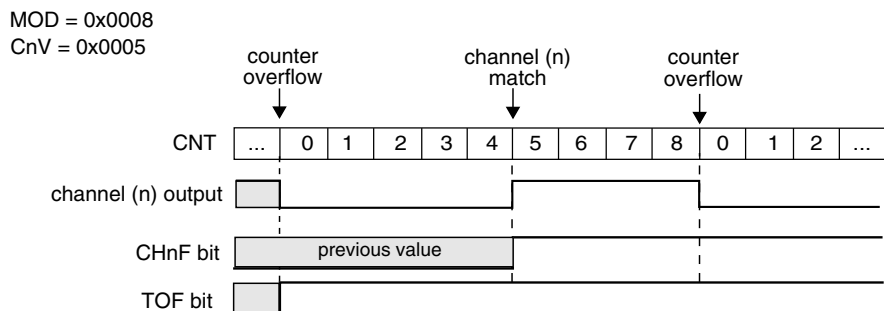 MOD = 0x0008
CnV = 0x0005
counter overflow
channel (n) match
counter overflow
CNT ... 0 1 2 3 4 5 6 7 8 0 1 2 ...
channel (n) output
CHnF bit previous value
TOF bit